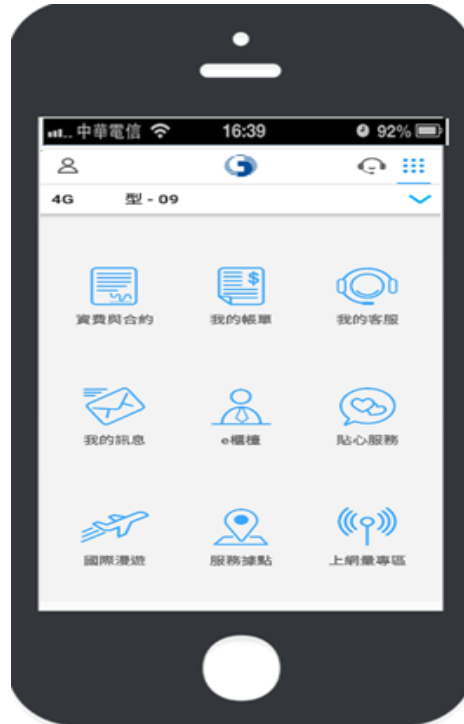 中華電信 16:39 92%
4G 型 - 09
資費與合約 我的帳單 我的客服
我的訊息 e櫃檯 貼心服務
國際漫遊 服務據點 上網量專區